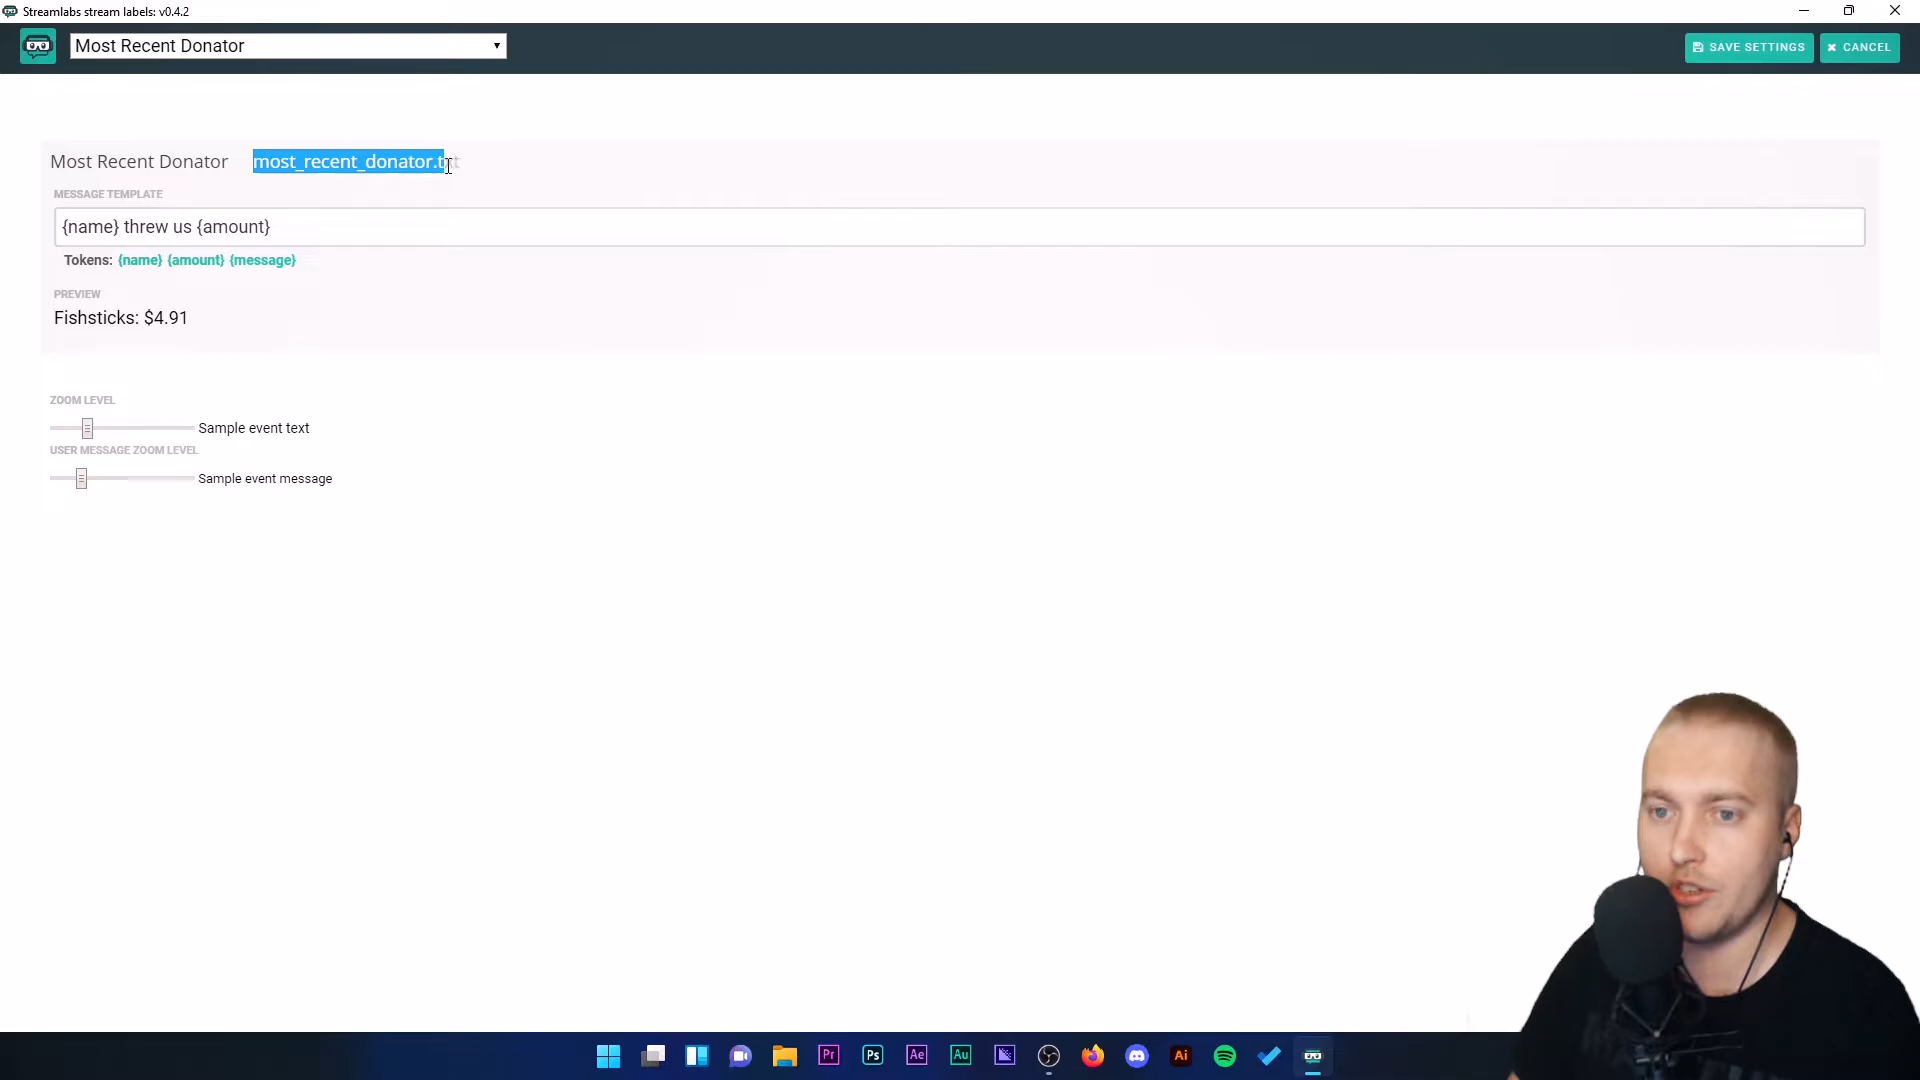 Streamlabs stream labels: v0.4.2
Most Recent Donator
SAVE SETTINGS
CANCEL
Most Recent Donator most_recent_donator.txt
MESSAGE TEMPLATE
{name} threw us {amount}
Tokens: {name} {amount} {message}
PREVIEW
Fishsticks: $4.91
ZOOM LEVEL
Sample event text
USER MESSAGE ZOOM LEVEL
Sample event message
Pr Ps Ae Au Ai